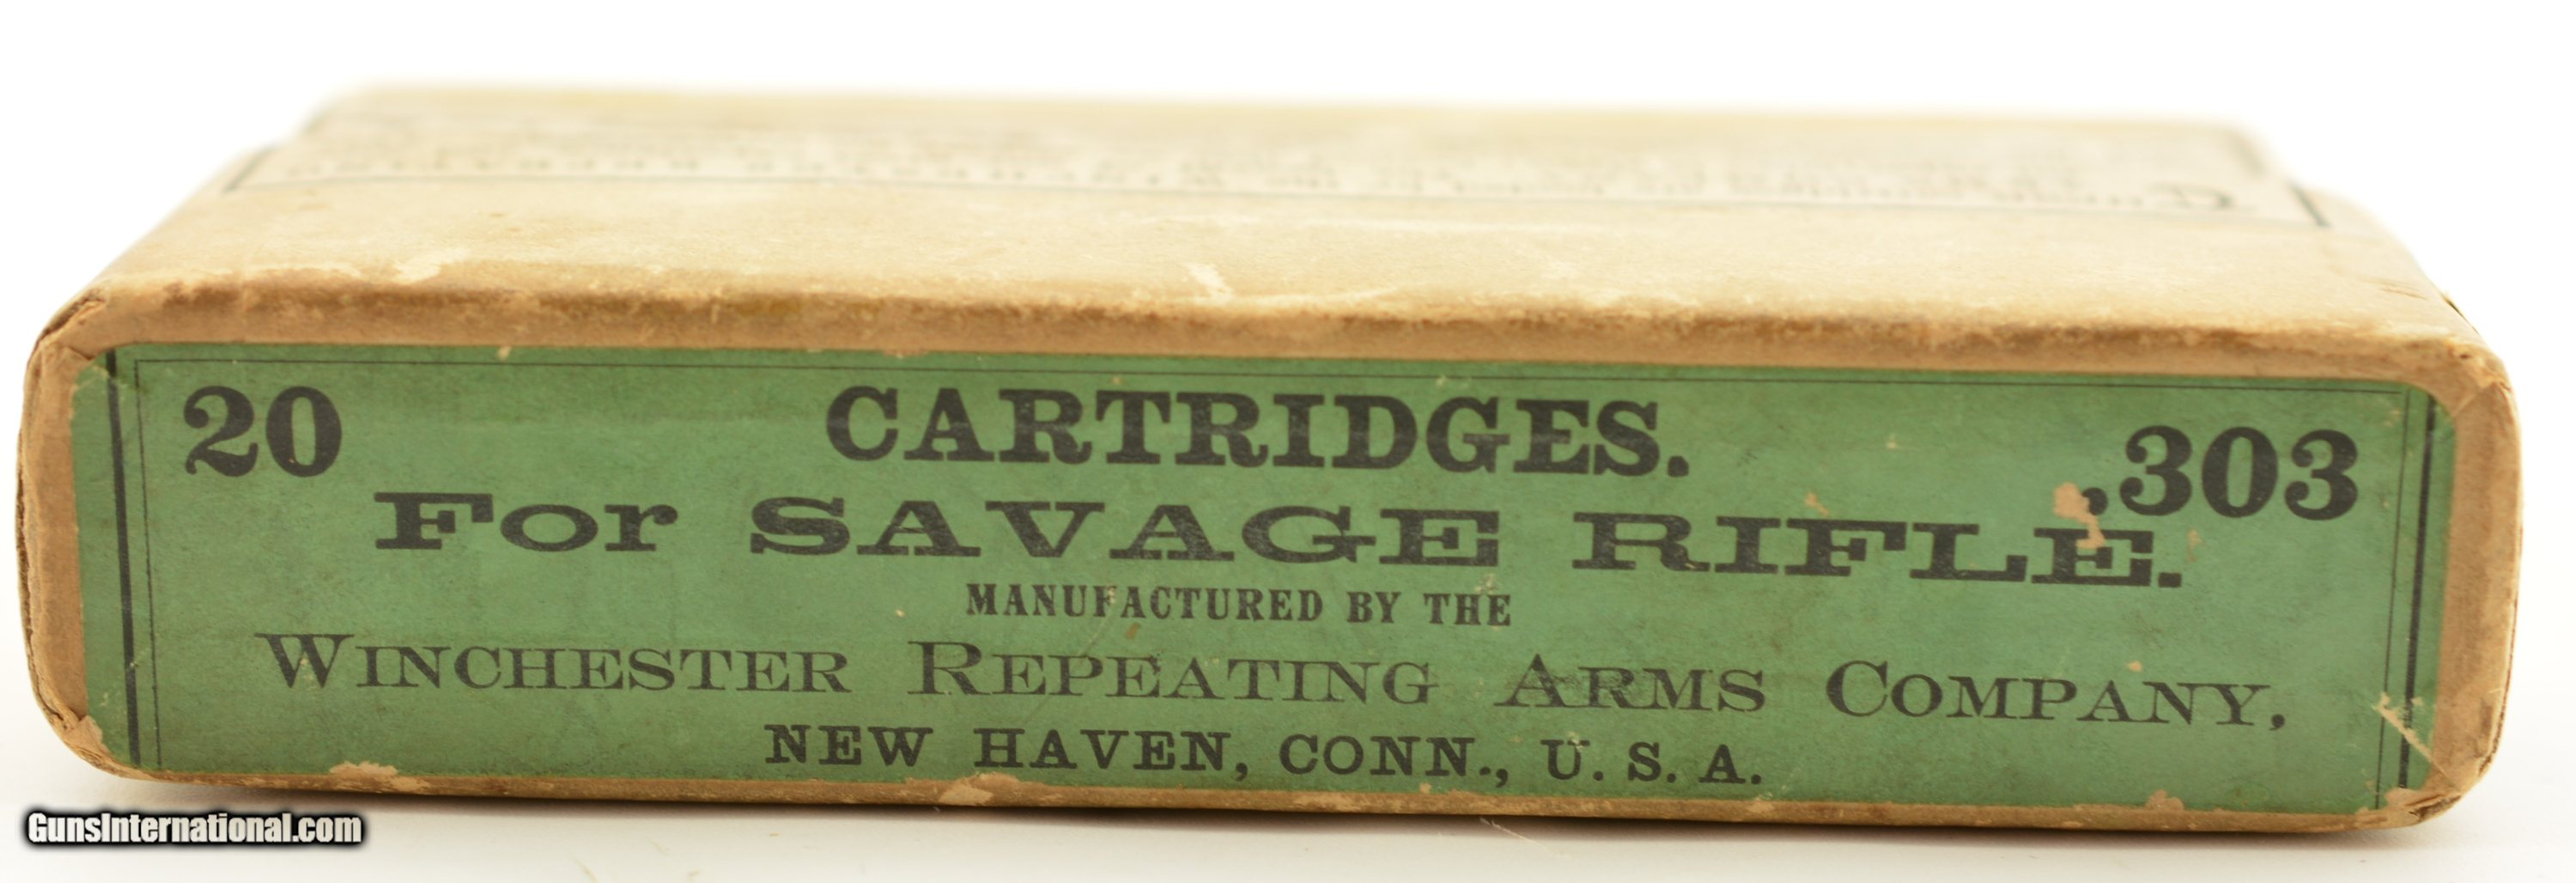 20 CARTRIDGES. .303
For SAVAGE RIFLE.
MANUFACTURED BY THE
WINCHESTER REPEATING ARMS COMPANY,
NEW HAVEN, CONN., U. S. A.
GunsInternational.com